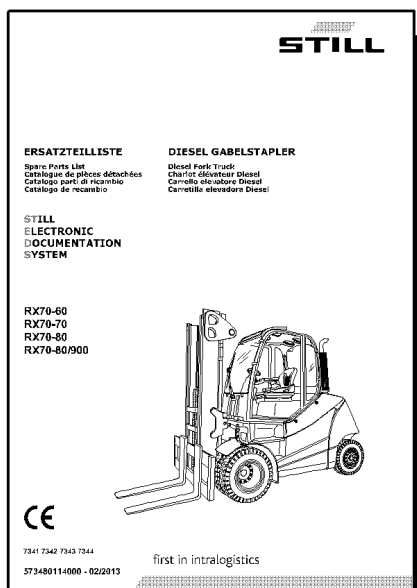 STILL
ERSATZTEILLISTE
Spare Parts List
Catalogue de pièces détachées
Catalogo parti di ricambio
Catálogo de recambio
DIESEL GABELSTAPLER
Diesel Fork Truck
Chariot élévateur Diesel
Carrello elevatore Diesel
Carretilla elevadora Diesel
STILL
ELECTRONIC
DOCUMENTATION
SYSTEM
RX70-60
RX70-70
RX70-80
RX70-80/900
CE
7341 7342 7343 7344
first in intralogistics
573480114000 - 02/2013